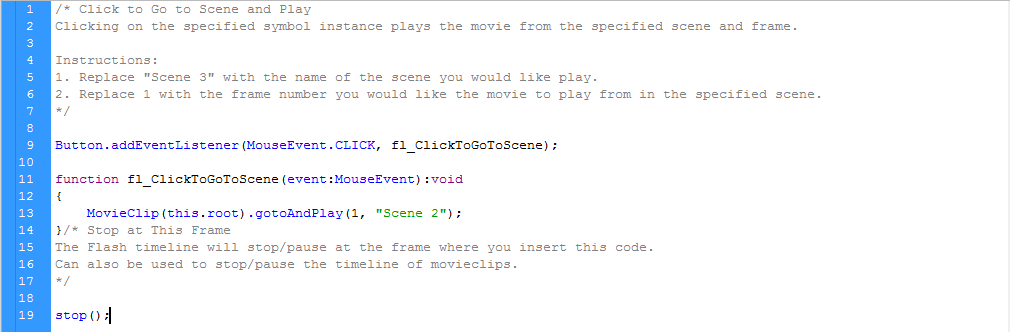 1 /* Click to Go to Scene and Play
2 Clicking on the specified symbol instance plays the movie from the specified scene and frame.
3
4 Instructions:
5 1. Replace "Scene 3" with the name of the scene you would like play.
6 2. Replace 1 with the frame number you would like the movie to play from in the specified scene.
7 */
8
9 Button.addEventListener(MouseEvent.CLICK, fl_ClickToGoToScene);
10
11 function fl_ClickToGoToScene(event:MouseEvent):void
12 {
13     MovieClip(this.root).gotoAndPlay(1, "Scene 2");
14 }/* Stop at This Frame
15 The Flash timeline will stop/pause at the frame where you insert this code.
16 Can also be used to stop/pause the timeline of movieclips.
17 */
18
19 stop();